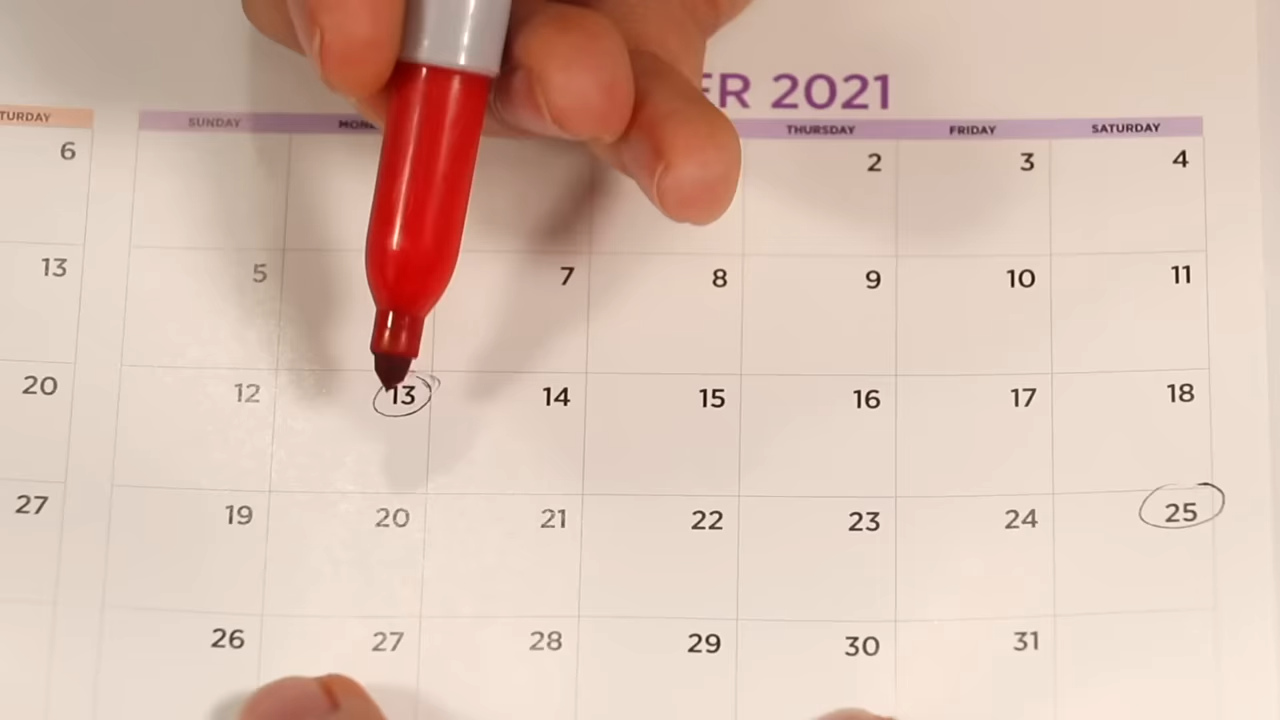 ER 2021
TURDAY SUNDAY MON THURSDAY FRIDAY SATURDAY
6 2 3 4
13 5 7 8 9 10 11
20 12 13 14 15 16 17 18
27 19 20 21 22 23 24 25
26 27 28 29 30 31